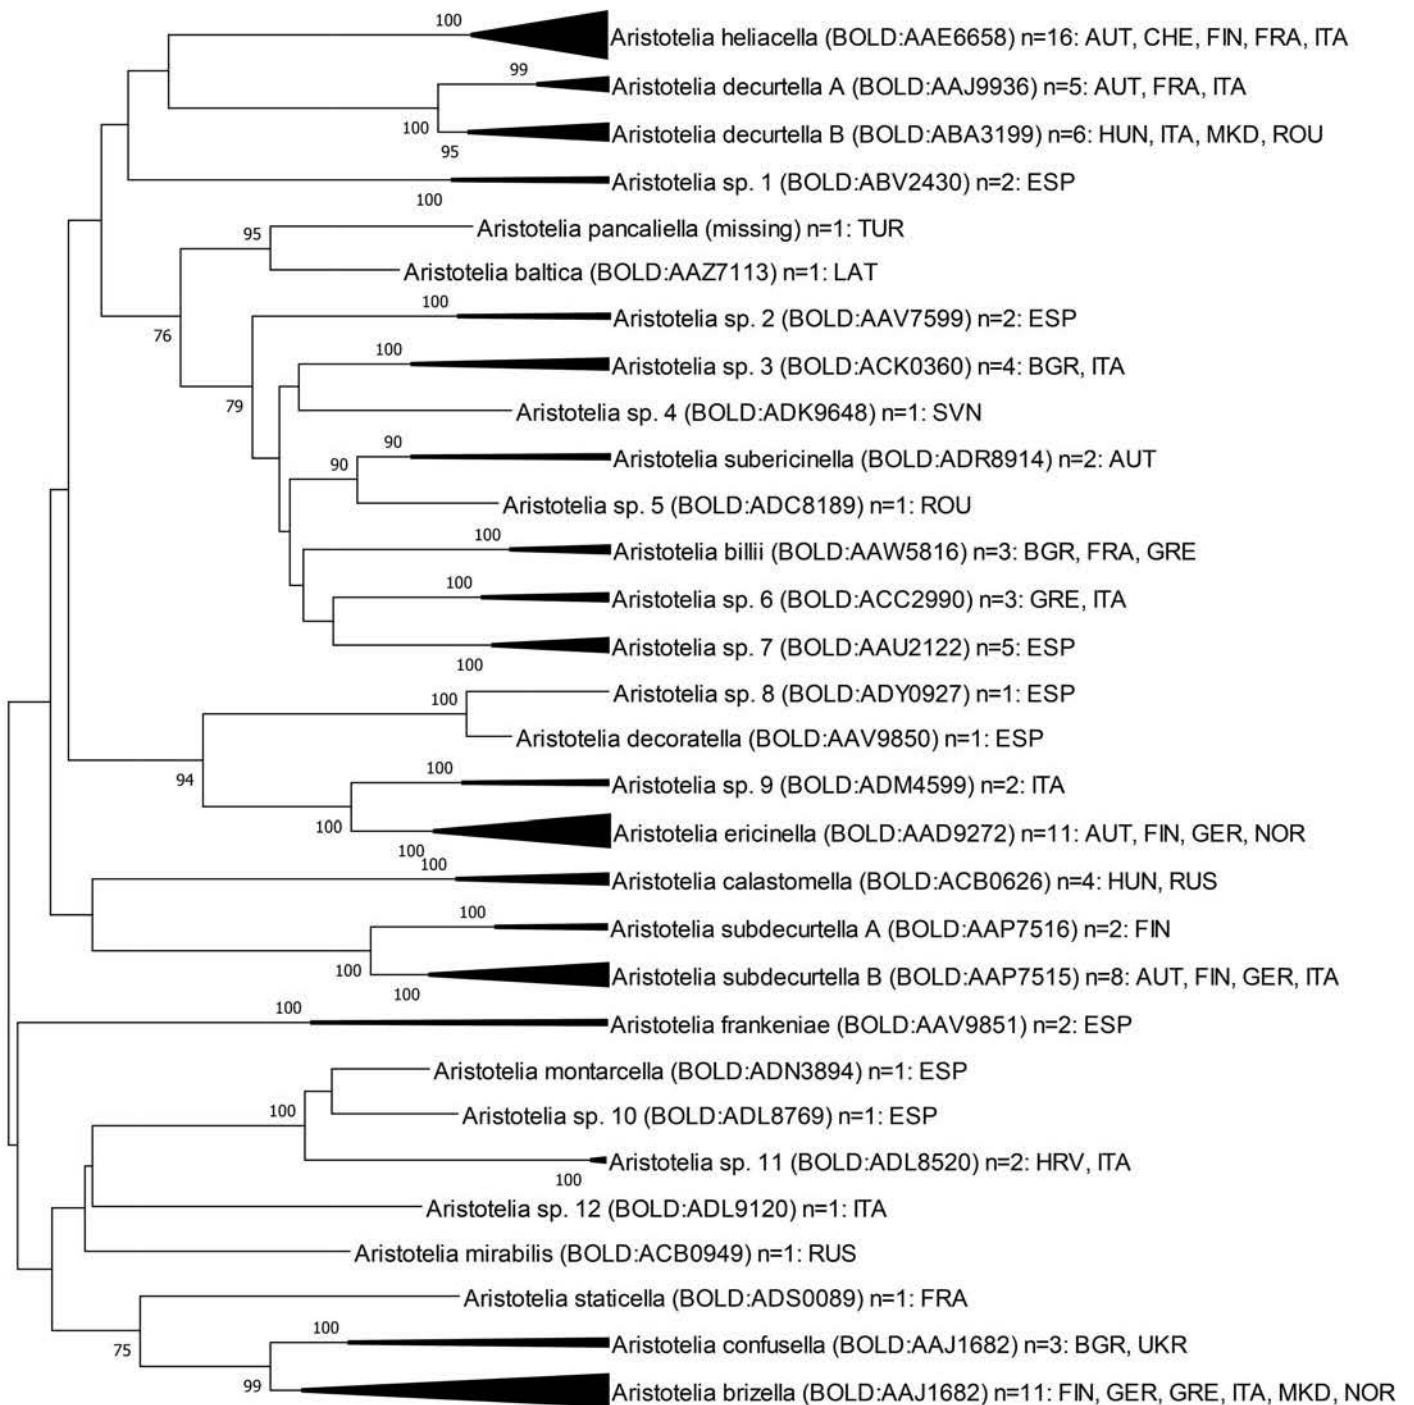 100
Aristotelia heliacella (BOLD:AAE6658) n=16: AUT, CHE, FIN, FRA, ITA
99
Aristotelia decurtella A (BOLD:AAJ9936) n=5: AUT, FRA, ITA
100
Aristotelia decurtella B (BOLD:ABA3199) n=6: HUN, ITA, MKD, ROU
95
Aristotelia sp. 1 (BOLD:ABV2430) n=2: ESP
100
Aristotelia pancaliella (missing) n=1: TUR
95
Aristotelia baltica (BOLD:AAZ7113) n=1: LAT
100
Aristotelia sp. 2 (BOLD:AAV7599) n=2: ESP
76
100
Aristotelia sp. 3 (BOLD:ACK0360) n=4: BGR, ITA
79
Aristotelia sp. 4 (BOLD:ADK9648) n=1: SVN
90
Aristotelia subericinella (BOLD:ADR8914) n=2: AUT
90
Aristotelia sp. 5 (BOLD:ADC8189) n=1: ROU
100
Aristotelia billii (BOLD:AAW5816) n=3: BGR, FRA, GRE
100
Aristotelia sp. 6 (BOLD:ACC2990) n=3: GRE, ITA
Aristotelia sp. 7 (BOLD:AAU2122) n=5: ESP
100
Aristotelia sp. 8 (BOLD:ADY0927) n=1: ESP
100
Aristotelia decoratella (BOLD:AAV9850) n=1: ESP
94
100
Aristotelia sp. 9 (BOLD:ADM4599) n=2: ITA
100
Aristotelia ericinella (BOLD:AAD9272) n=11: AUT, FIN, GER, NOR
100
100
Aristotelia calastomella (BOLD:ACB0626) n=4: HUN, RUS
100
Aristotelia subdecurtella A (BOLD:AAP7516) n=2: FIN
100
Aristotelia subdecurtella B (BOLD:AAP7515) n=8: AUT, FIN, GER, ITA
100
100
Aristotelia frankeniae (BOLD:AAV9851) n=2: ESP
Aristotelia montarcella (BOLD:ADN3894) n=1: ESP
100
Aristotelia sp. 10 (BOLD:ADL8769) n=1: ESP
Aristotelia sp. 11 (BOLD:ADL8520) n=2: HRV, ITA
100
Aristotelia sp. 12 (BOLD:ADL9120) n=1: ITA
Aristotelia mirabilis (BOLD:ACB0949) n=1: RUS
Aristotelia staticella (BOLD:ADS0089) n=1: FRA
100
75
Aristotelia confusella (BOLD:AAJ1682) n=3: BGR, UKR
99
Aristotelia brizella (BOLD:AAJ1682) n=11: FIN, GER, GRE, ITA, MKD, NOR